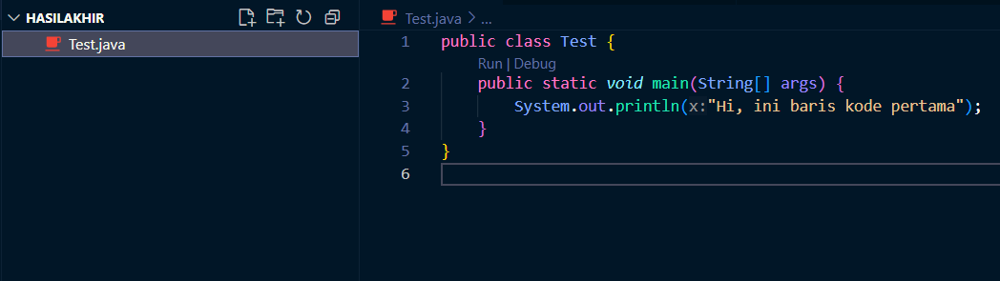 HASILAKHIR
Test.java
Test.java > ...
1 public class Test {
Run | Debug
2 public static void main(String[] args) {
3 System.out.println(x:"Hi, ini baris kode pertama");
4 }
5 }
6